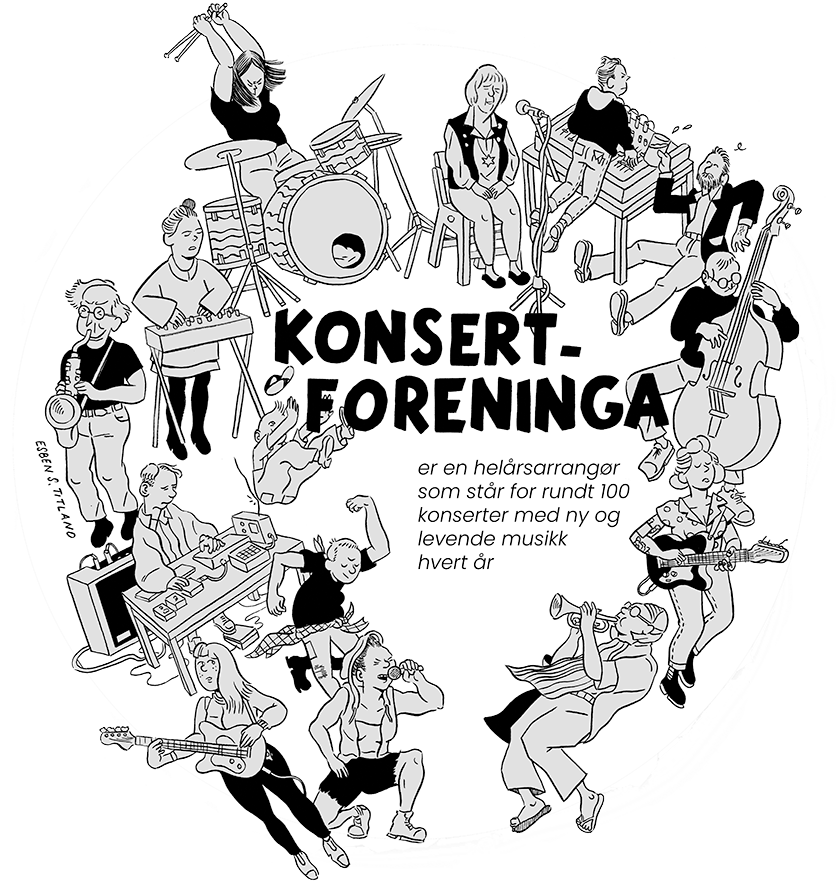 KONSERT-
FORENINGA
er en helårsarrangør
som står for rundt 100
konserter med ny og
levende musikk
hvert år
ESBEN S. TITLAND